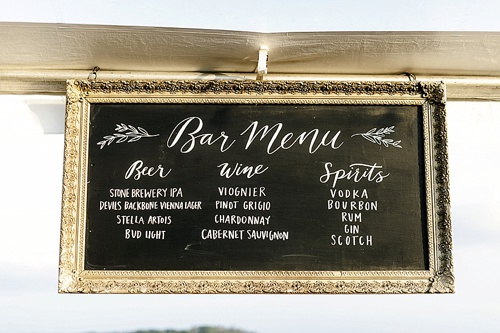 Bar Menu
Beer
STONE BREWERY IPA
DEVILS BACKBONE VIENNA LAGER
STELLA ARTOIS
BUD LIGHT
Wine
VIOGNIER
PINOT GRIGIO
CHARDONNAY
CABERNET SAUVIGNON
Spirits
VODKA
BOURBON
RUM
GIN
SCOTCH